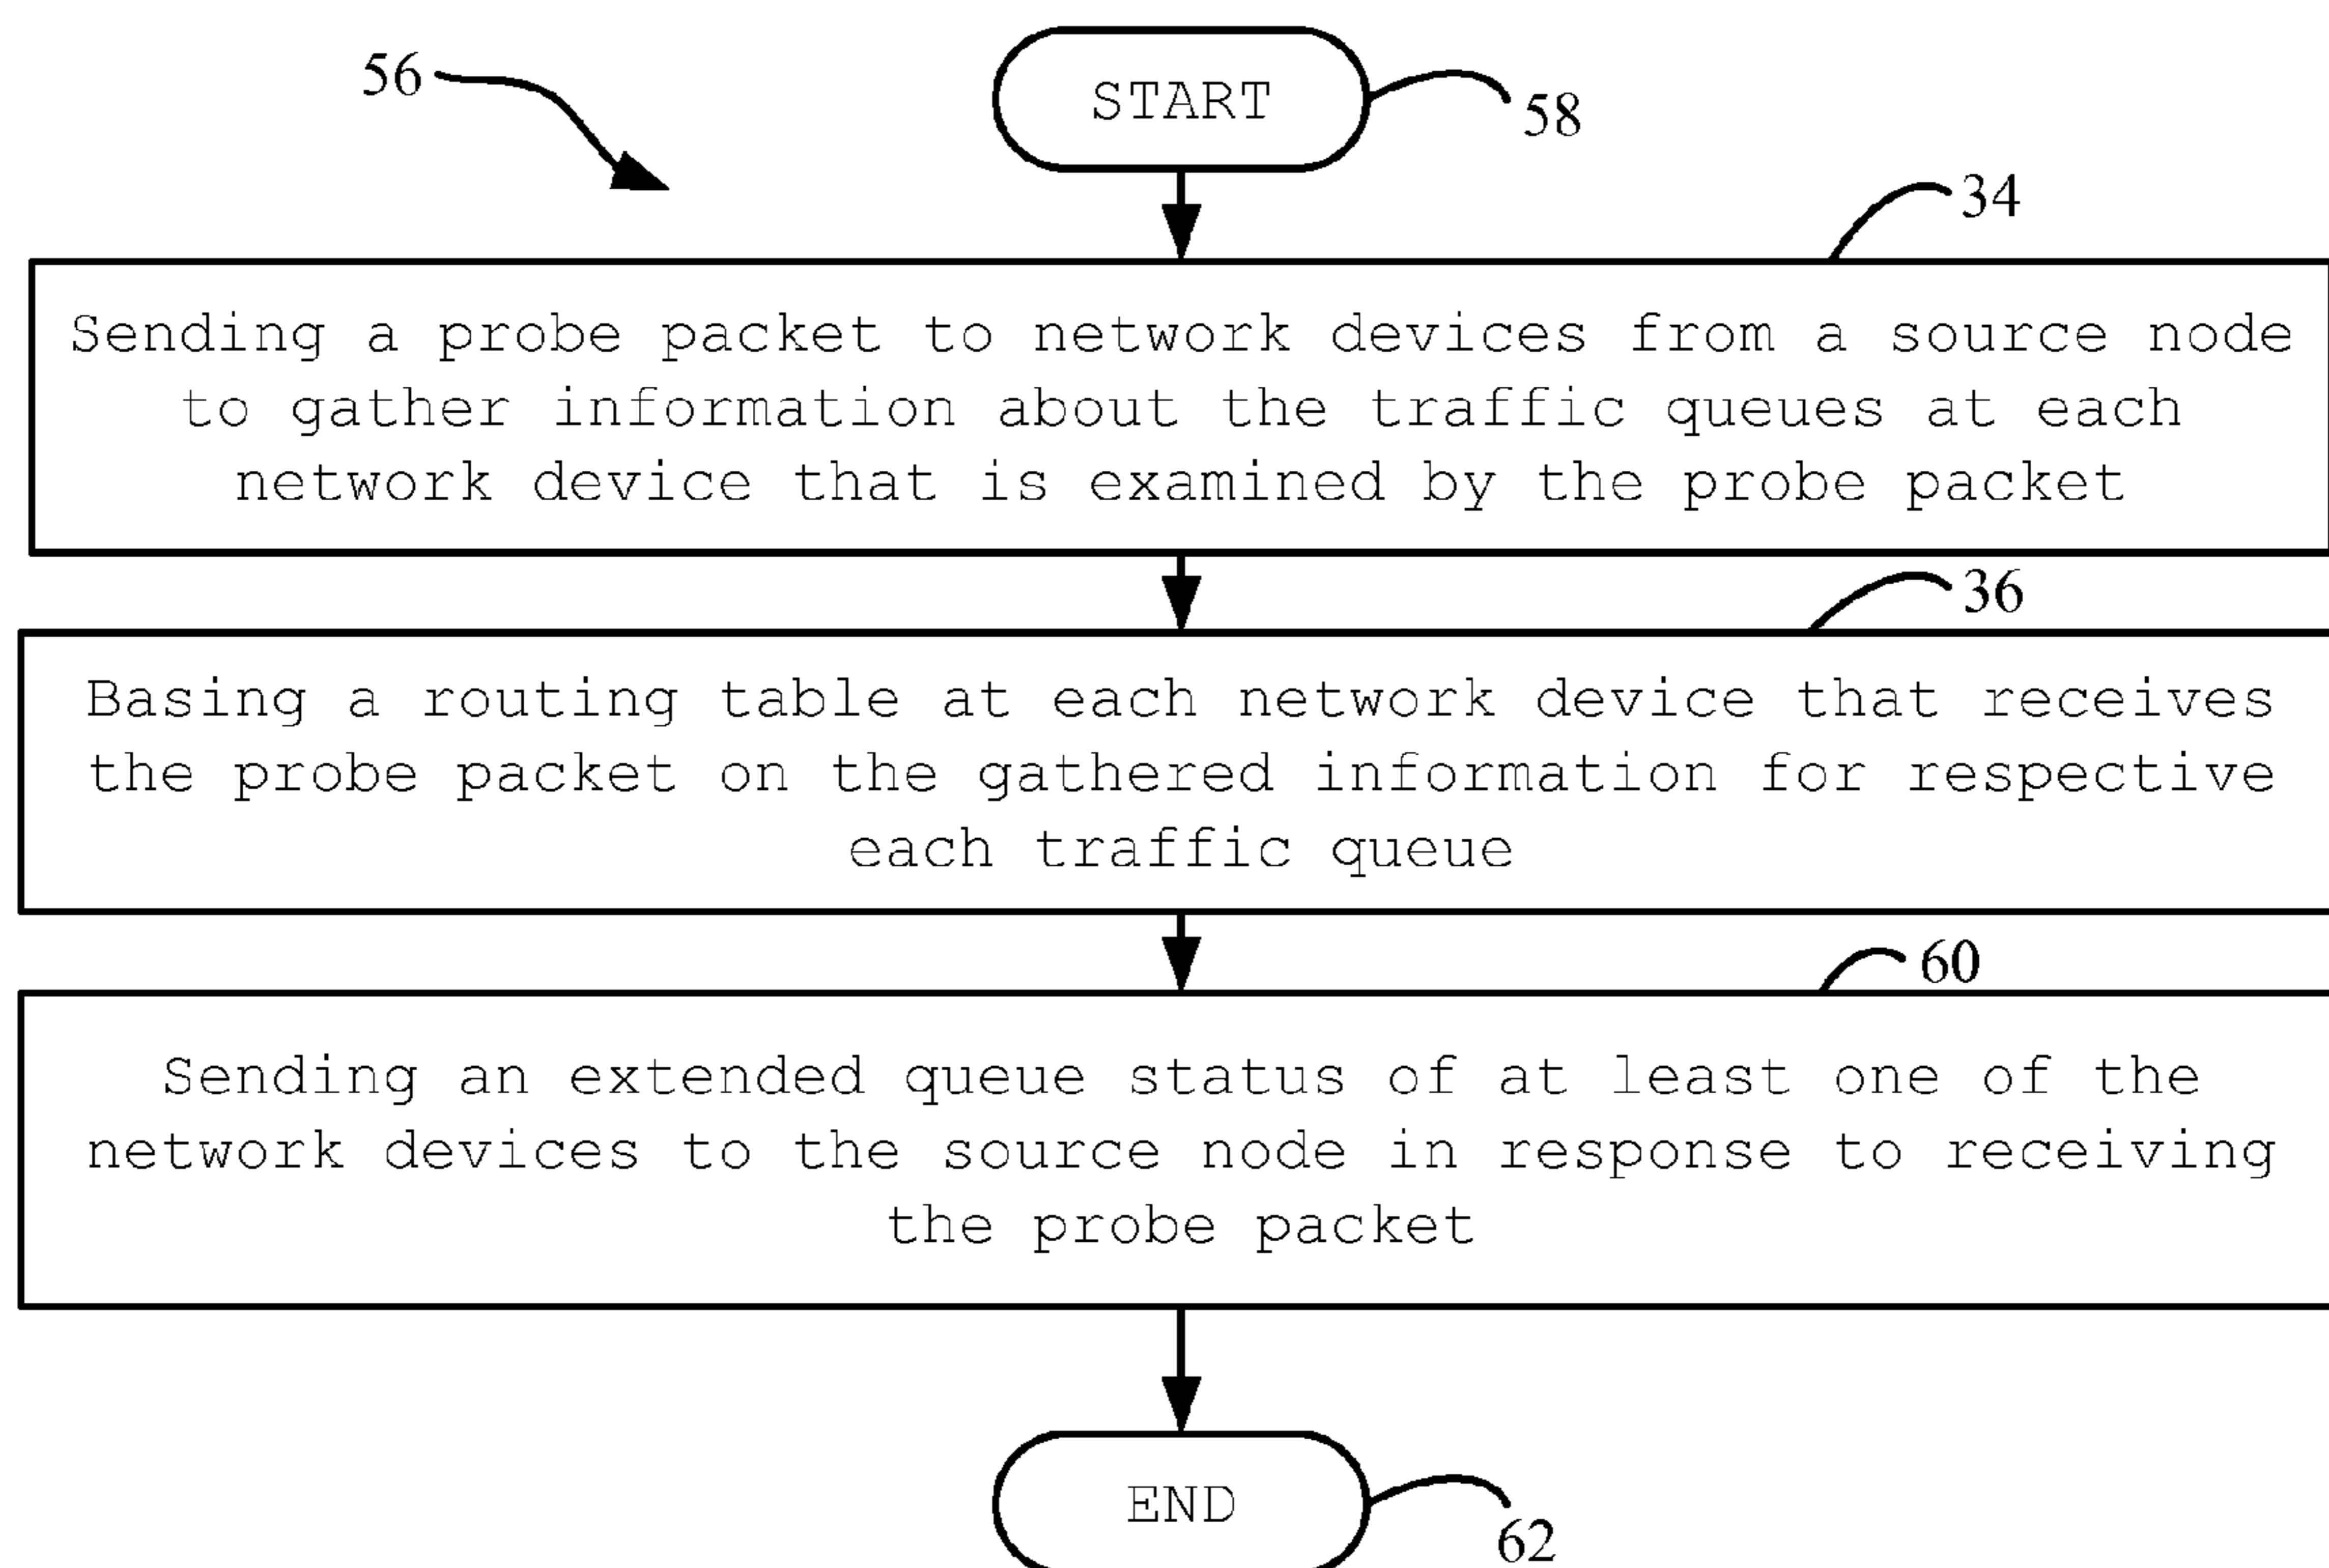 56
START
58
34
Sending a probe packet to network devices from a source node
to gather information about the traffic queues at each
network device that is examined by the probe packet
36
Basing a routing table at each network device that receives
the probe packet on the gathered information for respective
each traffic queue
60
Sending an extended queue status of at least one of the
network devices to the source node in response to receiving
the probe packet
END
62